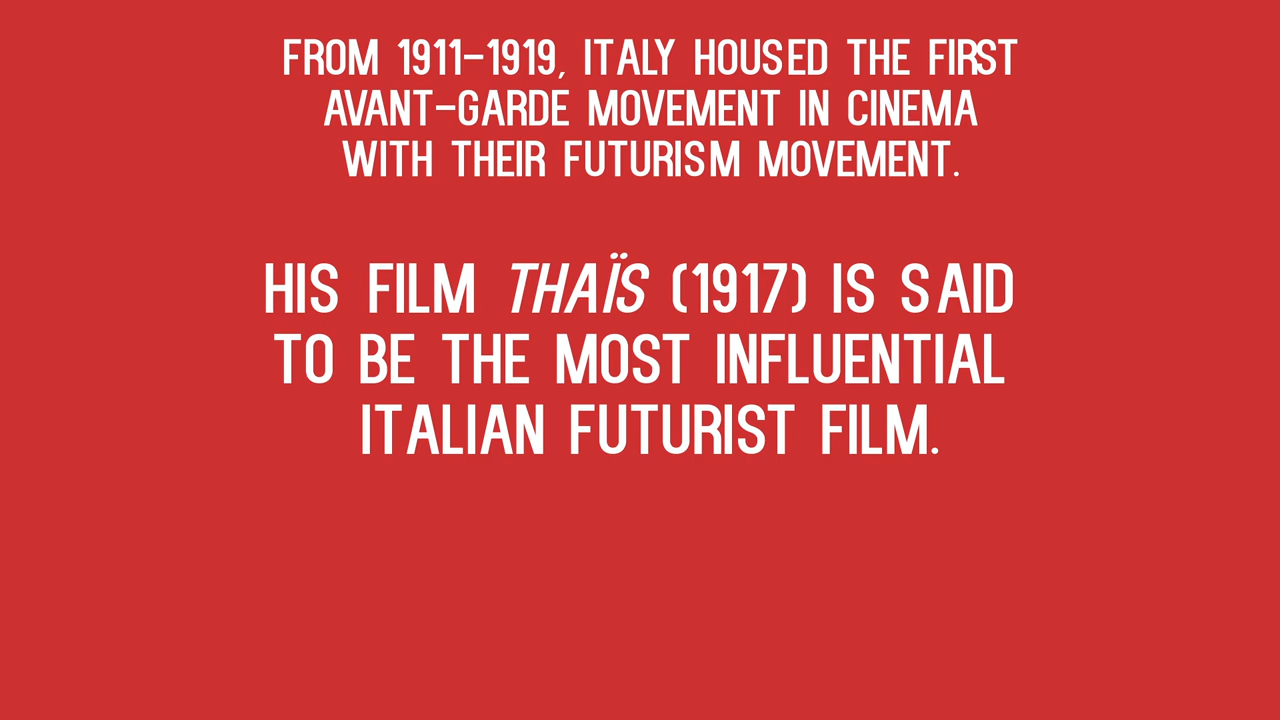 FROM 1911-1919, ITALY HOUSED THE FIRST
AVANT-GARDE MOVEMENT IN CINEMA
WITH THEIR FUTURISM MOVEMENT.
HIS FILM THAÏS (1917) IS SAID
TO BE THE MOST INFLUENTIAL
ITALIAN FUTURIST FILM.